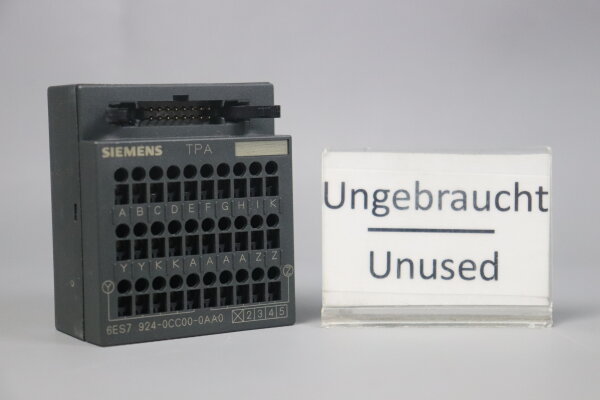 SIEMENS TPA
A B C D E F G H I K
Y Y K K A A A A Z Z
Y Z
6ES7 924-0CC00-0AA0 X 2 3 4 5
Ungebraucht
Unused